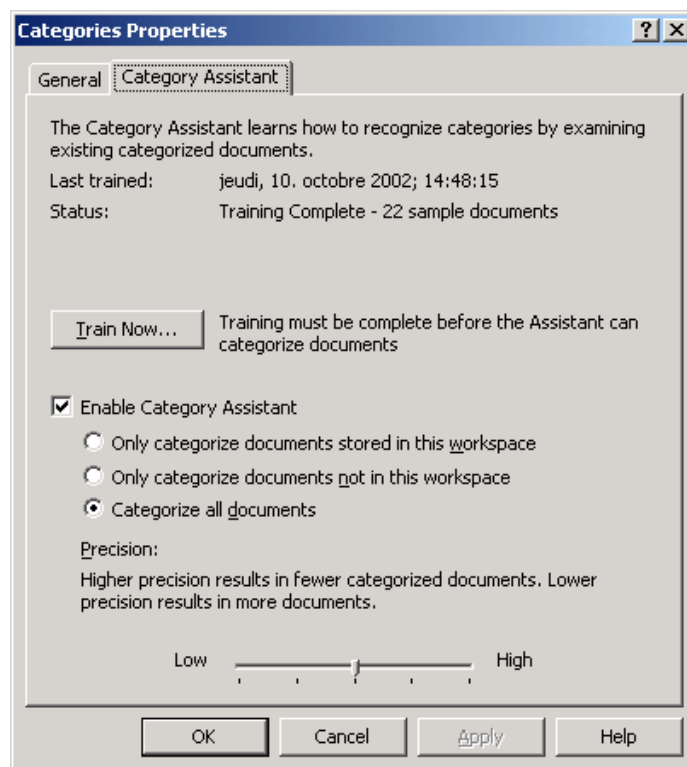 Categories Properties
General
Category Assistant
The Category Assistant learns how to recognize categories by examining
existing categorized documents.
Last trained: jeudi, 10. octobre 2002; 14:48:15
Status: Training Complete - 22 sample documents
Train Now...
Training must be complete before the Assistant can
categorize documents
Enable Category Assistant
Only categorize documents stored in this workspace
Only categorize documents not in this workspace
Categorize all documents
Precision:
Higher precision results in fewer categorized documents. Lower
precision results in more documents.
Low High
OK Cancel Apply Help